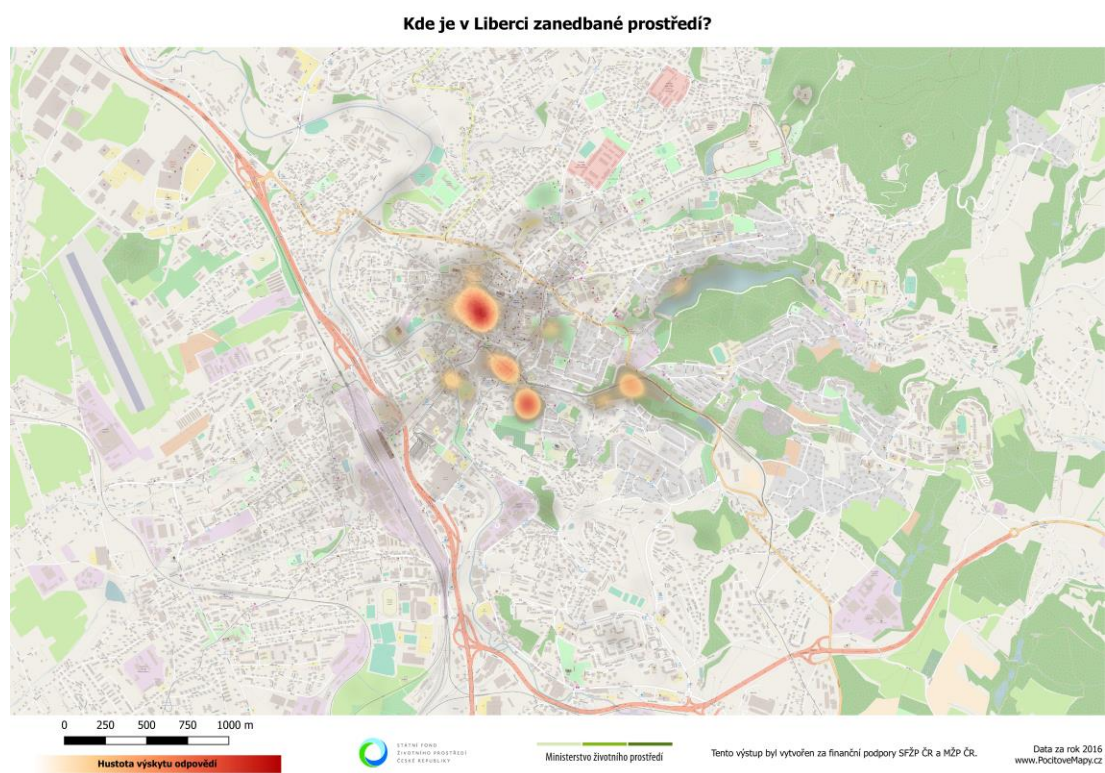 Kde je v Liberci zanedbané prostředí?
0 250 500 750 1000 m
Hustota výskytu odpovědí
STÁTNÍ FOND
ŽIVOTNÍHO PROSTŘEDÍ
ČESKÉ REPUBLIKY
Ministerstvo životního prostředí
Tento výstup byl vytvořen za finanční podpory SFŽP ČR a MŽP ČR.
Data za rok 2016
www.PocitoveMapy.cz